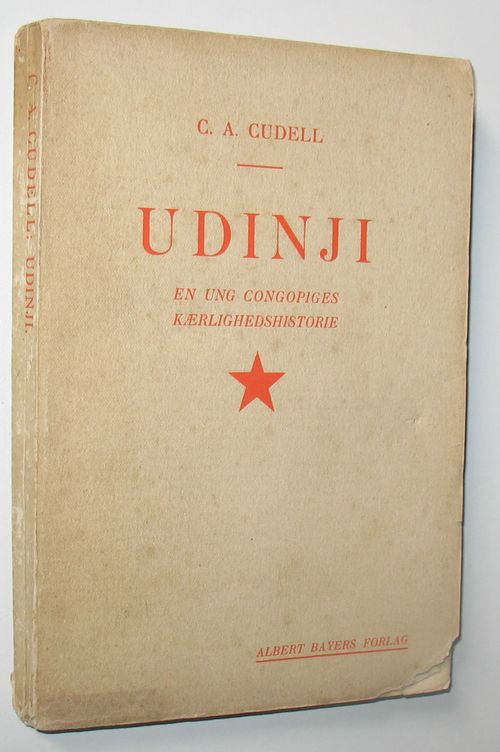 C. A. CUDELL: UDINJI.
C. A. CUDELL
UDINJI
EN UNG CONGOPIGES
KÆRLIGHEDSHISTORIE
ALBERT BAYERS FORLAG